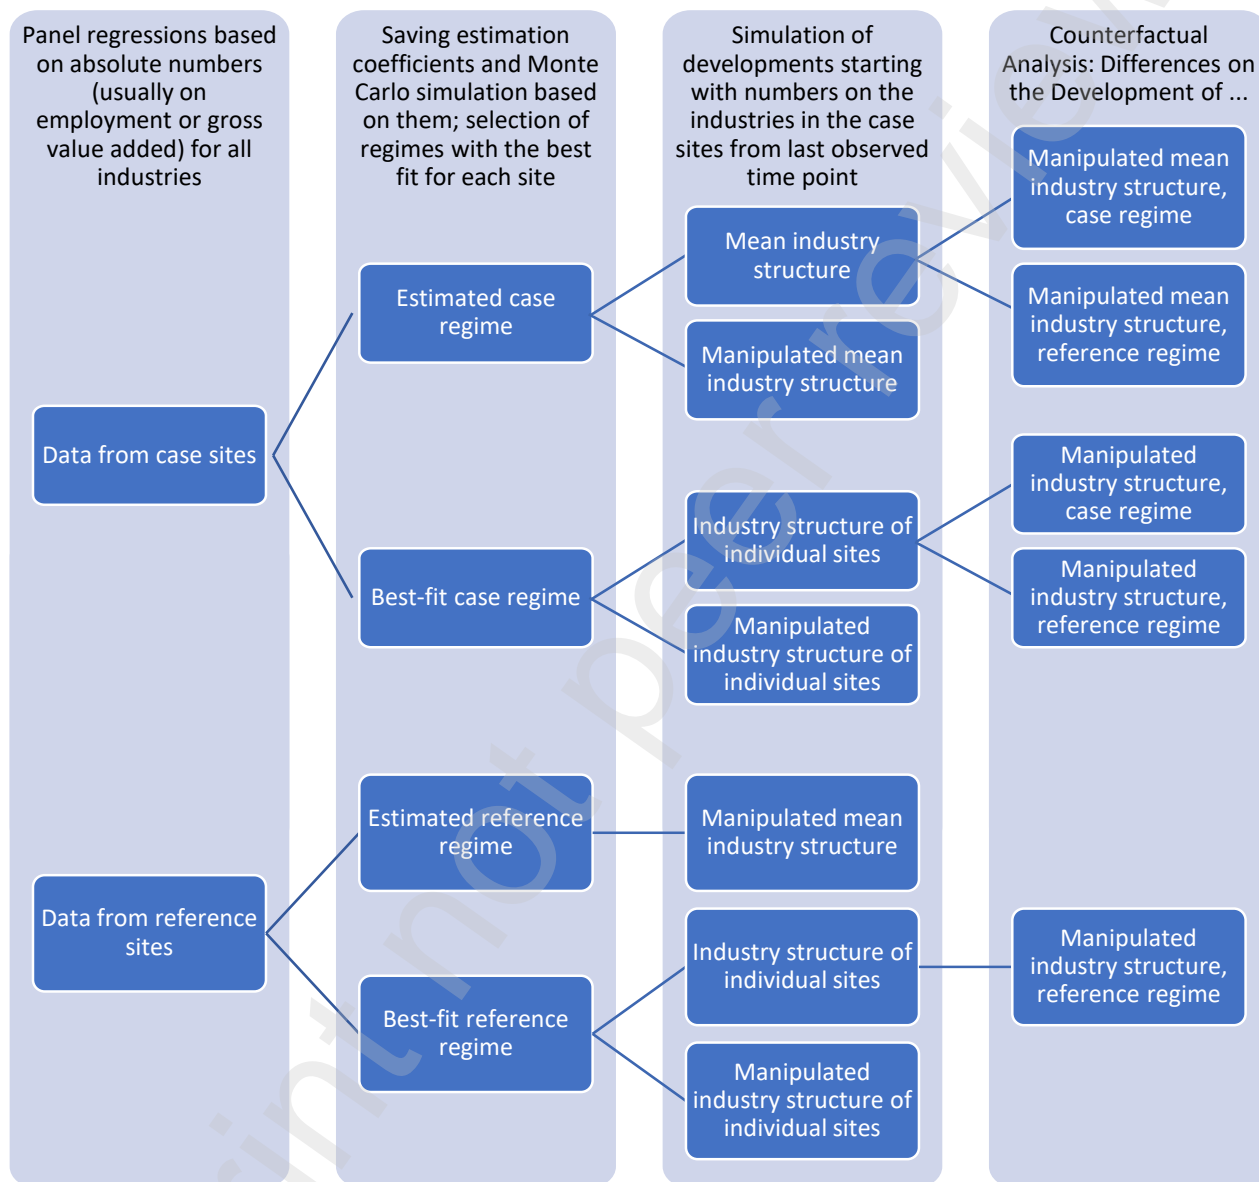 Panel regressions based
on absolute numbers
(usually on
employment or gross
value added) for all
industries
Data from case sites
Data from reference
sites
Saving estimation
coefficients and Monte
Carlo simulation based
on them; selection of
regimes with the best
fit for each site
Estimated case
regime
Best-fit case regime
Estimated reference
regime
Best-fit reference
regime
Simulation of
developments starting
with numbers on the
industries in the case
sites from last observed
time point
Mean industry
structure
Manipulated mean
industry structure
Industry structure of
individual sites
Manipulated
industry structure of
individual sites
Manipulated mean
industry structure
Industry structure of
individual sites
Manipulated
industry structure of
individual sites
Counterfactual
Analysis: Differences on
the Development of ...
Manipulated mean
industry structure,
case regime
Manipulated mean
industry structure,
reference regime
Manipulated
industry structure,
case regime
Manipulated
industry structure,
reference regime
Manipulated
industry structure,
reference regime
not peer review